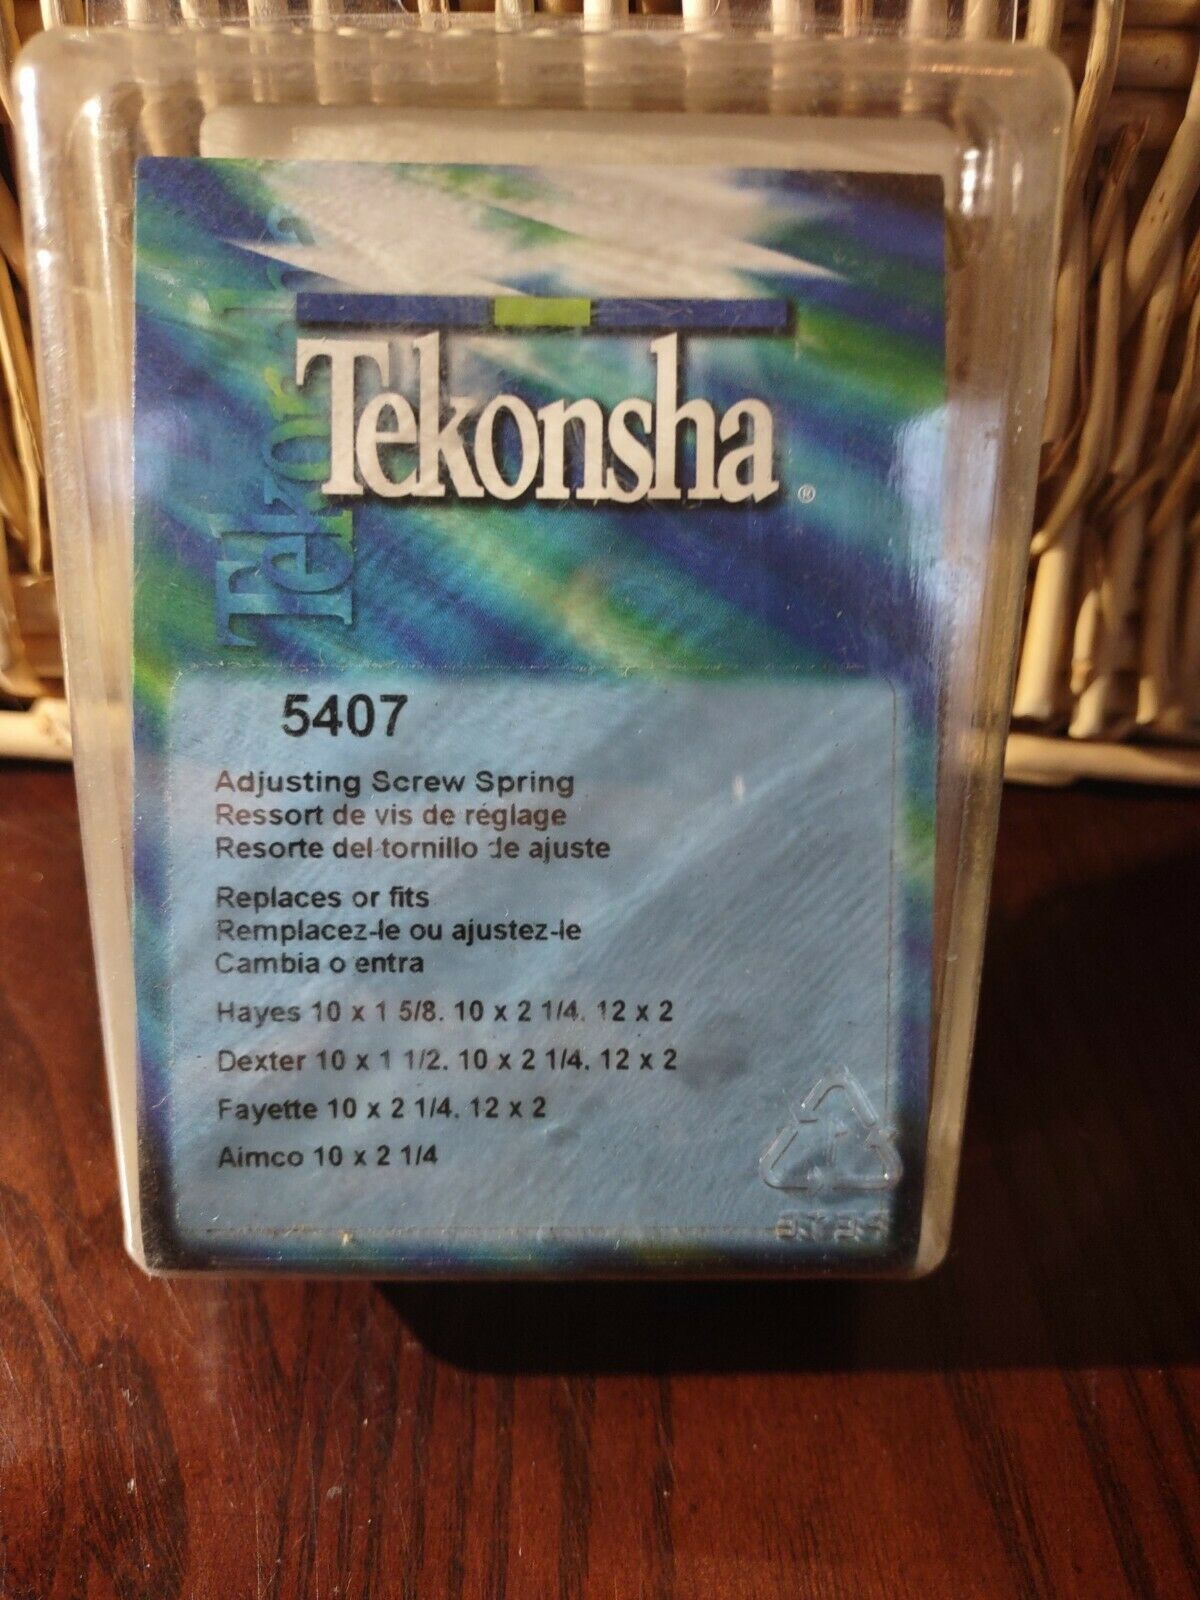 Tekonsha
Tekonsha®
5407
Adjusting Screw Spring
Ressort de vis de réglage
Resorte del tornillo de ajuste
Replaces or fits
Remplacez-le ou ajustez-le
Cambia o entra
Hayes 10 x 1 5/8. 10 x 2 1/4. 12 x 2
Dexter 10 x 1 1/2. 10 x 2 1/4. 12 x 2
Fayette 10 x 2 1/4. 12 x 2
Aimco 10 x 2 1/4
1